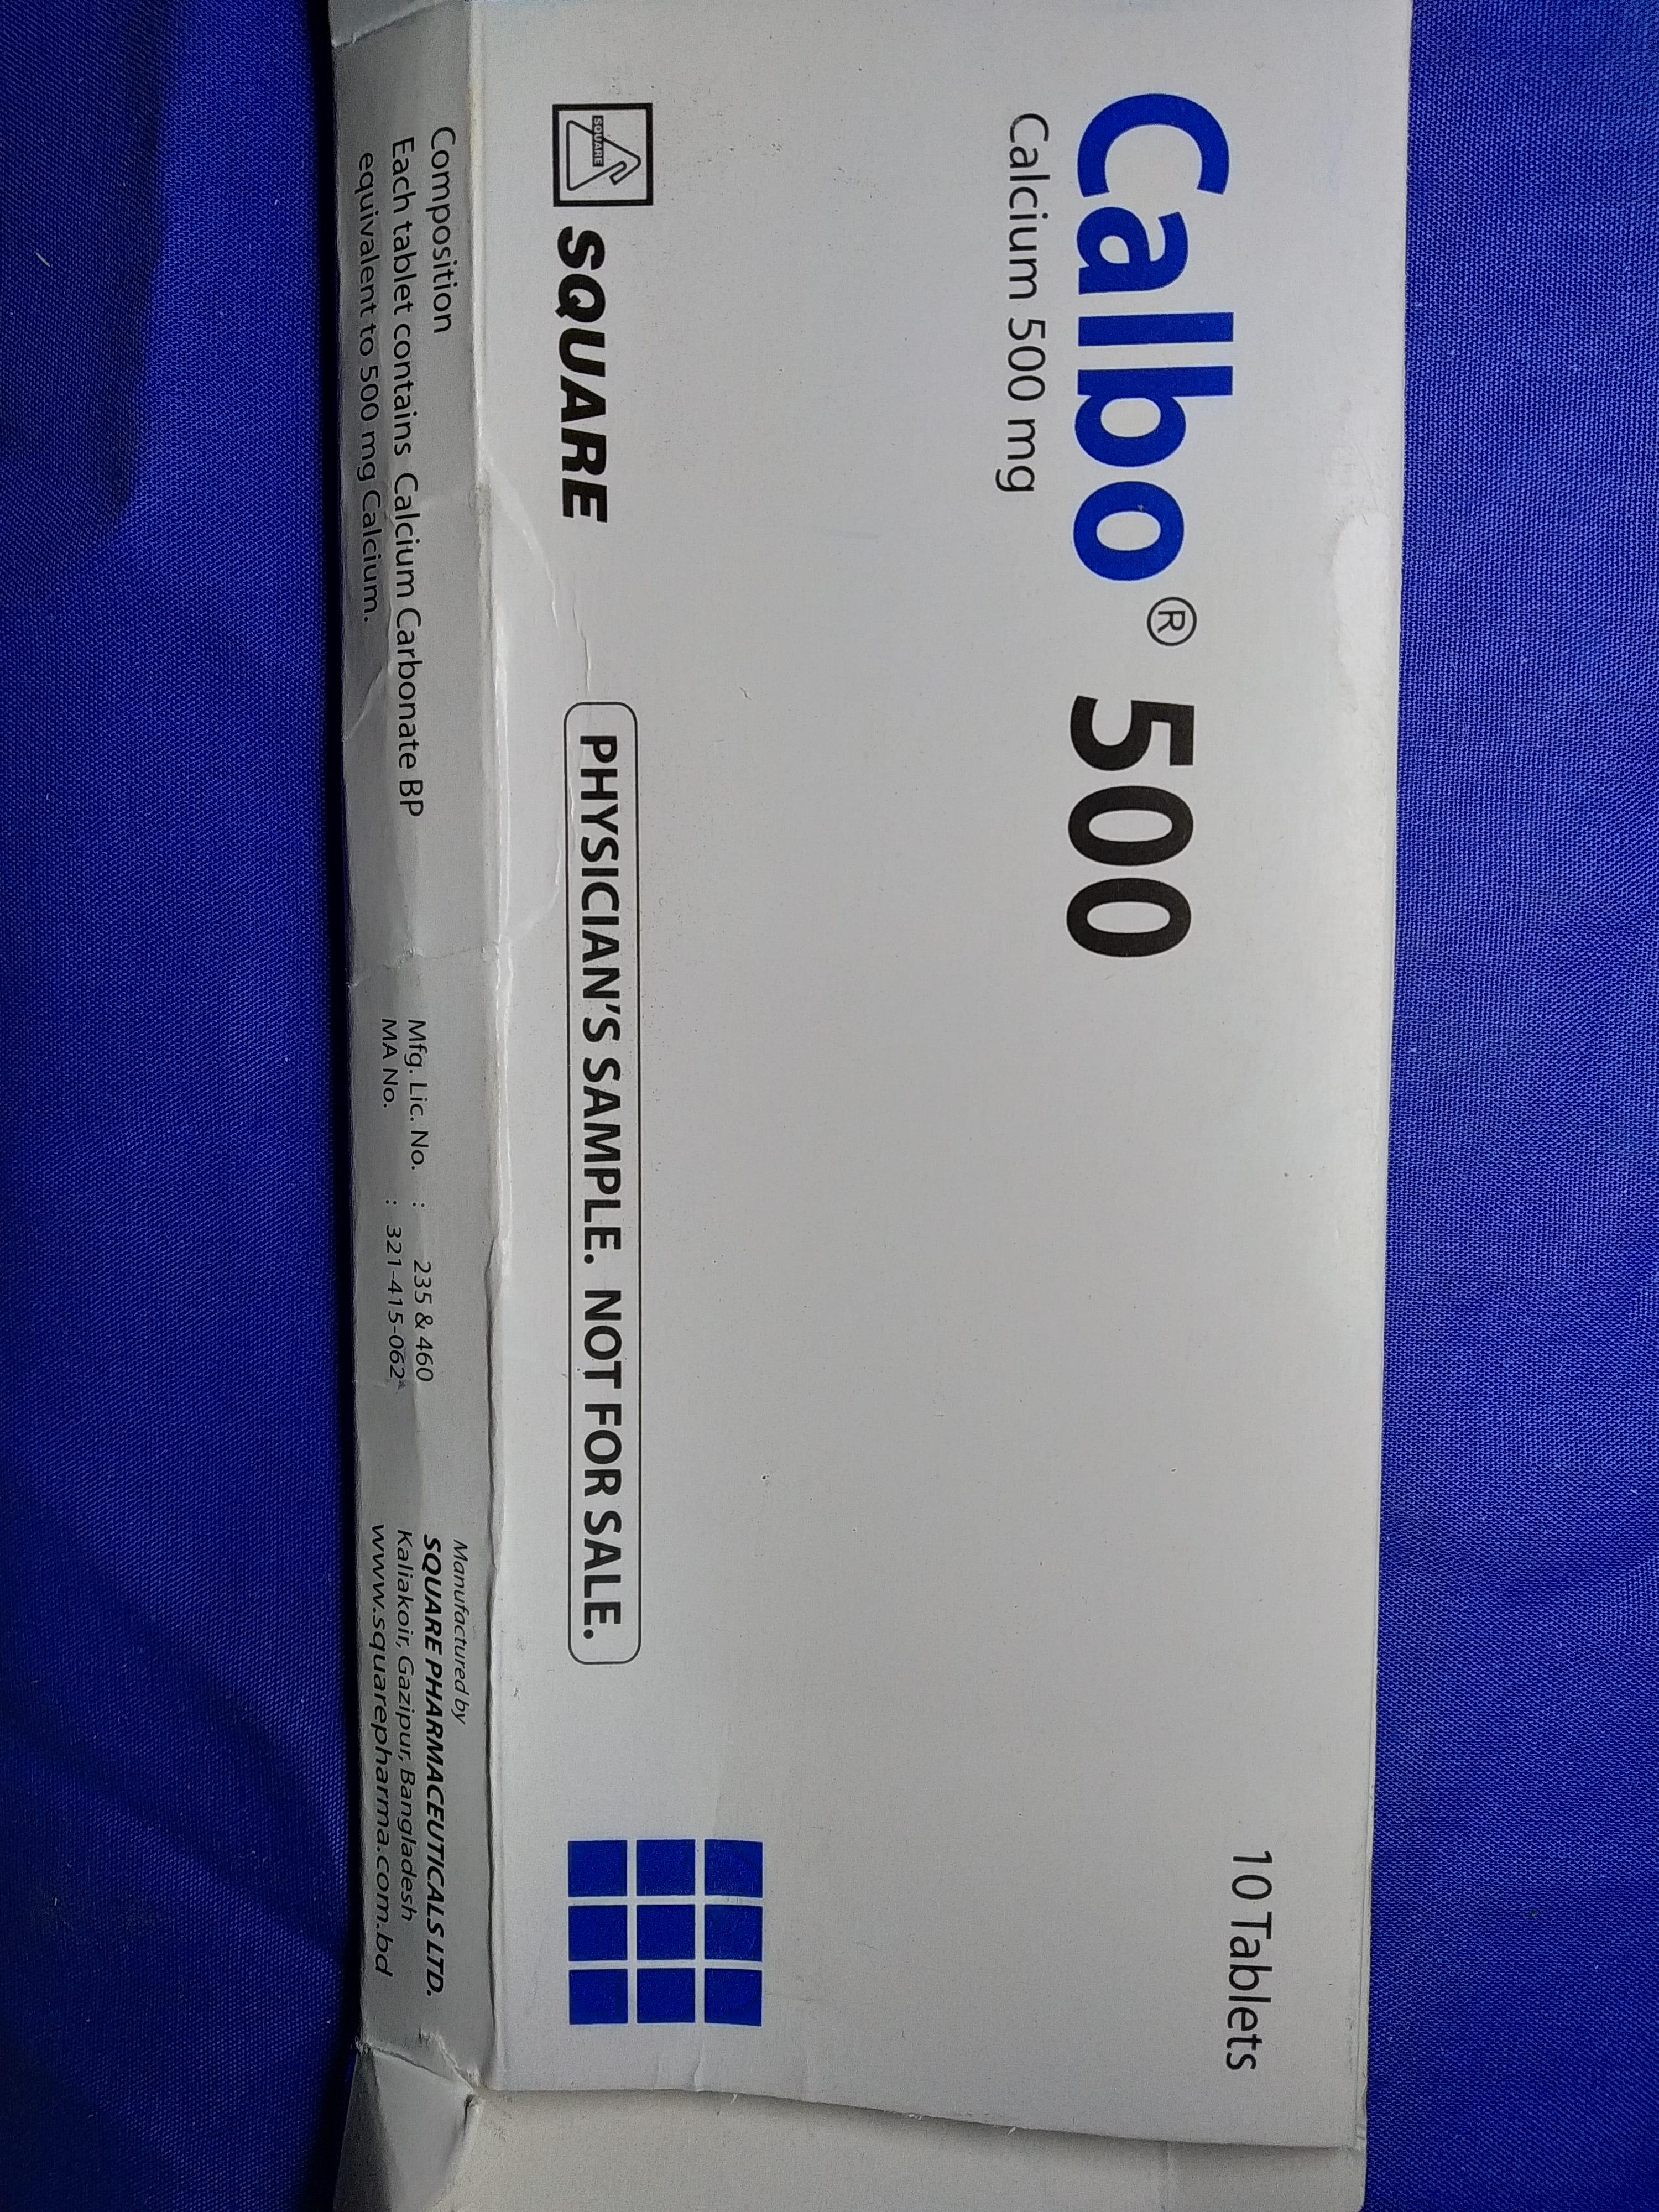 10 Tablets
Calbo® 500
Calcium 500 mg
SQUARE
SQUARE
PHYSICIAN'S SAMPLE. NOT FOR SALE.
Composition
Each tablet contains Calcium Carbonate BP
equivalent to 500 mg Calcium.
Mfg. Lic. No. : 235 & 460
MA No. : 321-415-062
Manufactured by
SQUARE PHARMACEUTICALS LTD.
Kaliakoir, Gazipur, Bangladesh
www.squarepharma.com.bd